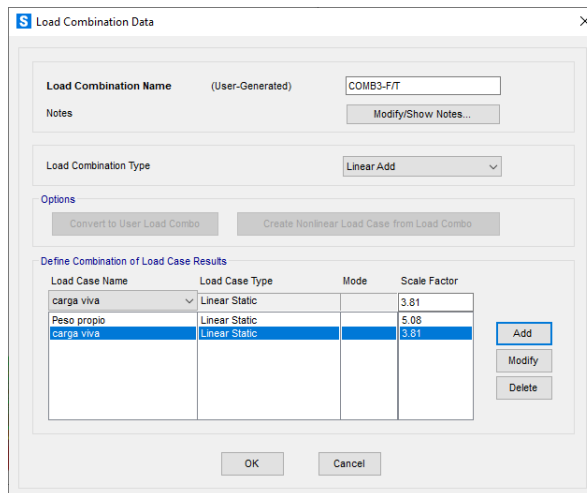 S Load Combination Data
Load Combination Name (User-Generated) COMB3-F/T
Notes Modify/Show Notes...
Load Combination Type Linear Add
Options
Convert to User Load Combo Create Nonlinear Load Case from Load Combo
Define Combination of Load Case Results
Load Case Name Load Case Type Mode Scale Factor
carga viva Linear Static 3.81
Peso propio Linear Static 5.08
carga viva Linear Static 3.81
Add
Modify
Delete
OK Cancel